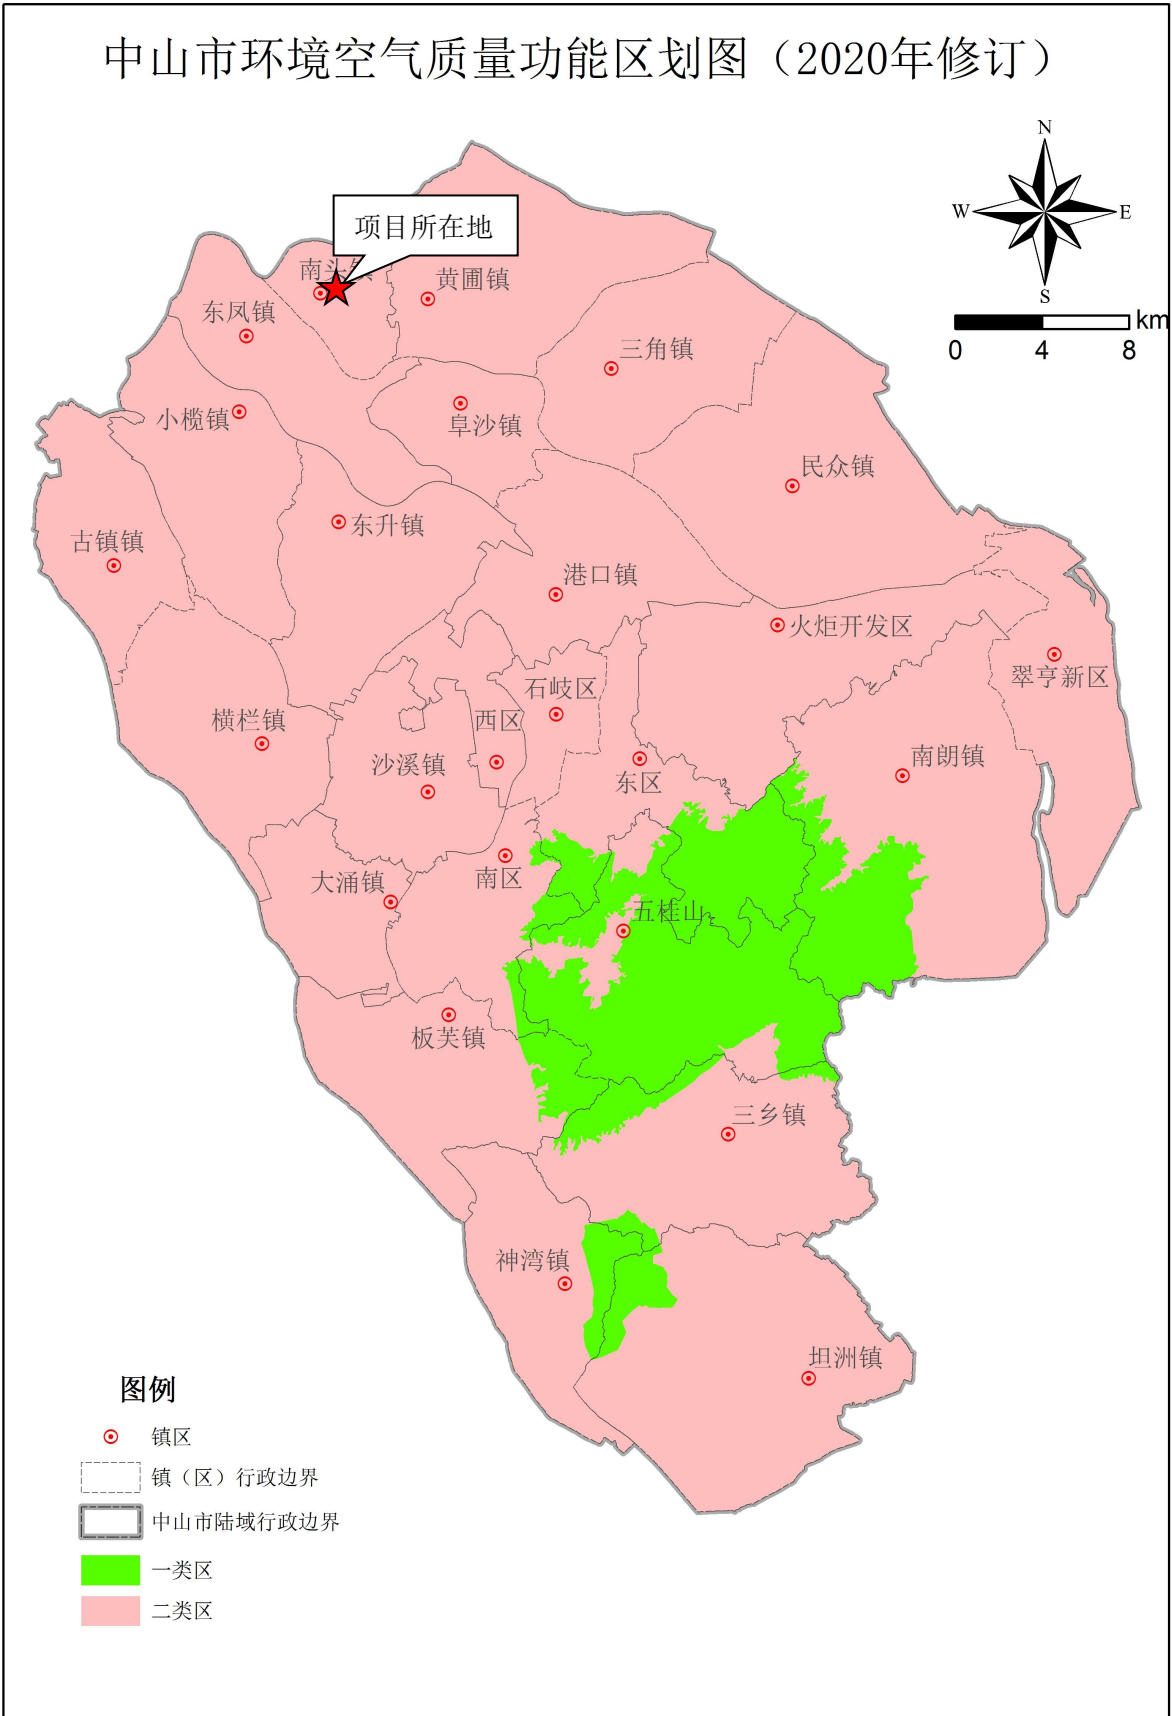 中山市环境空气质量功能区划图（2020年修订）
N
W
E
S
km
0 4 8
项目所在地
南头镇
黄圃镇
东凤镇
三角镇
小榄镇
阜沙镇
民众镇
东升镇
古镇镇
港口镇
火炬开发区
翠亨新区
石岐区
横栏镇
西区
南朗镇
沙溪镇
东区
南区
大涌镇
五桂山
板芙镇
三乡镇
神湾镇
坦洲镇
图例
镇区
镇（区）行政边界
中山市陆域行政边界
一类区
二类区